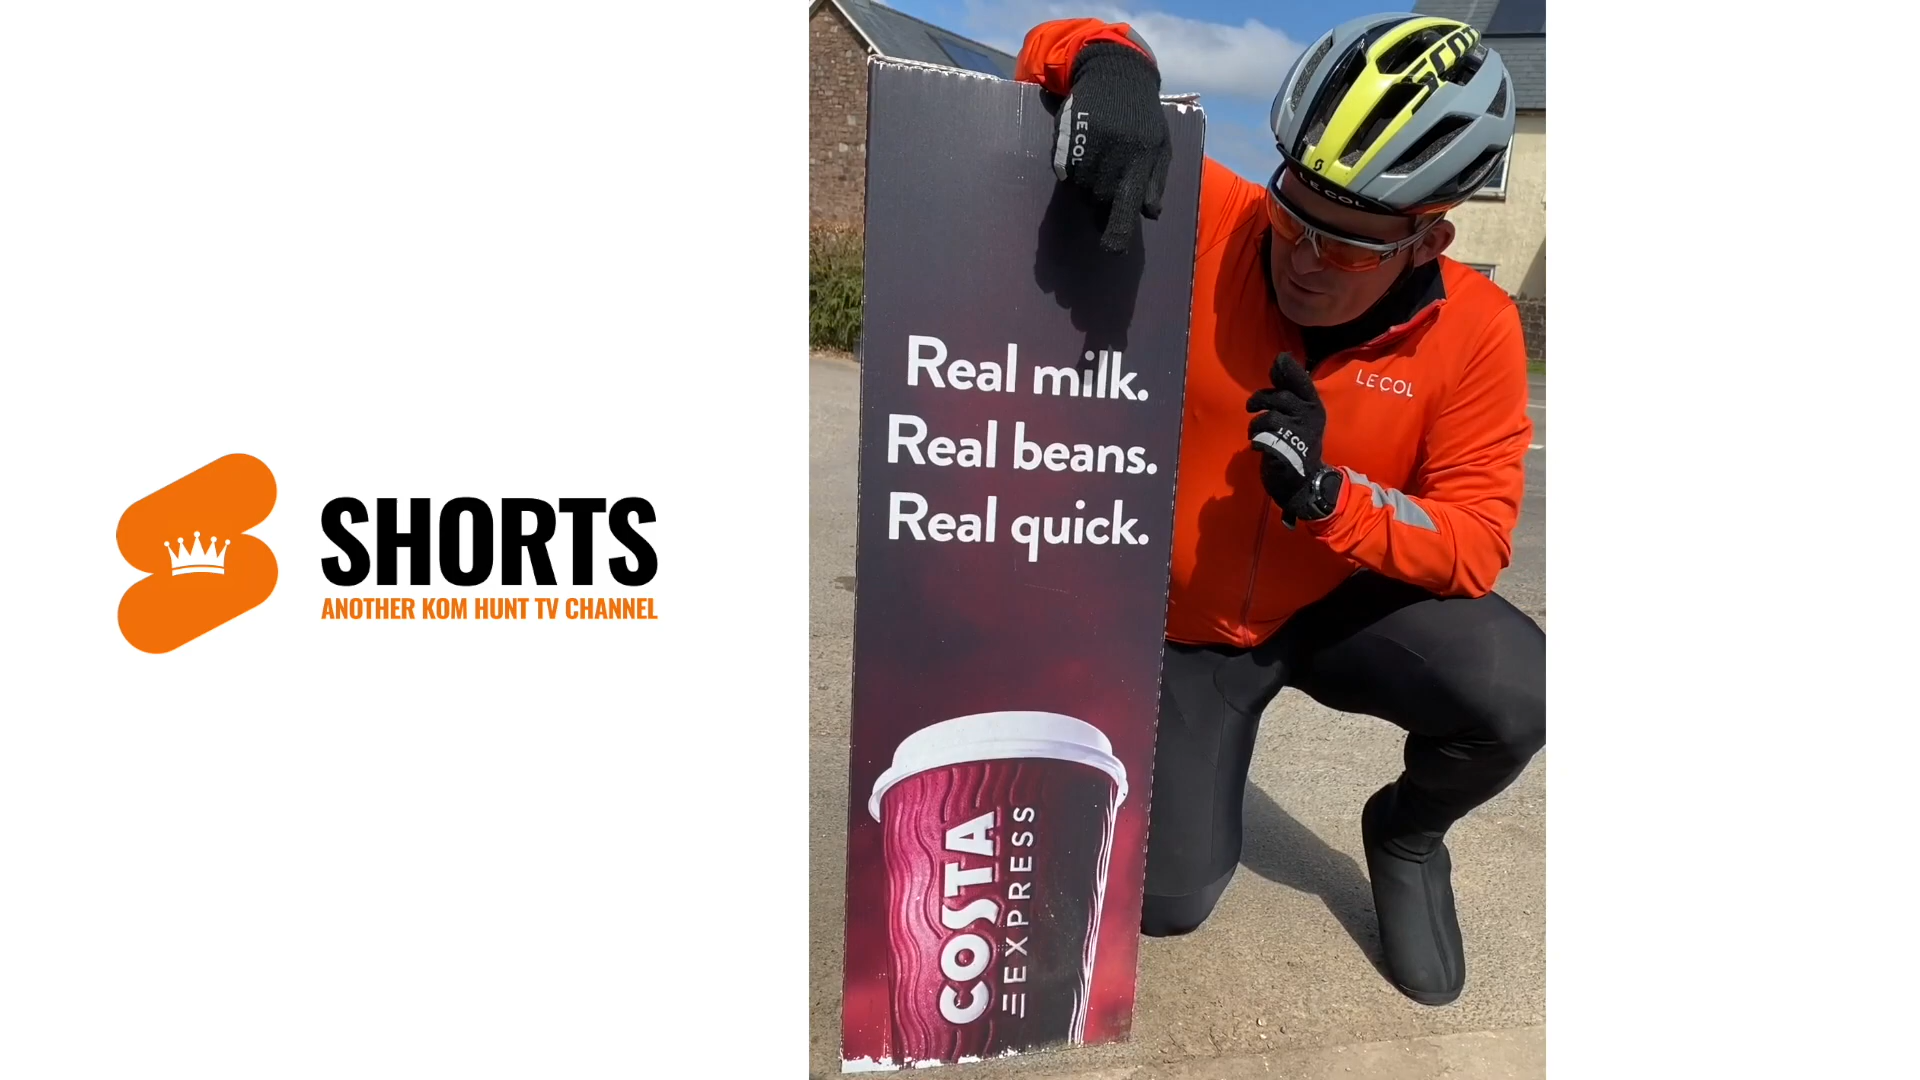 SHORTS
ANOTHER KOM HUNT TV CHANNEL
SCOTT
LE COL
LE COL
LE COL
LE COL
Real milk.
Real beans.
Real quick.
COSTA
EXPRESS